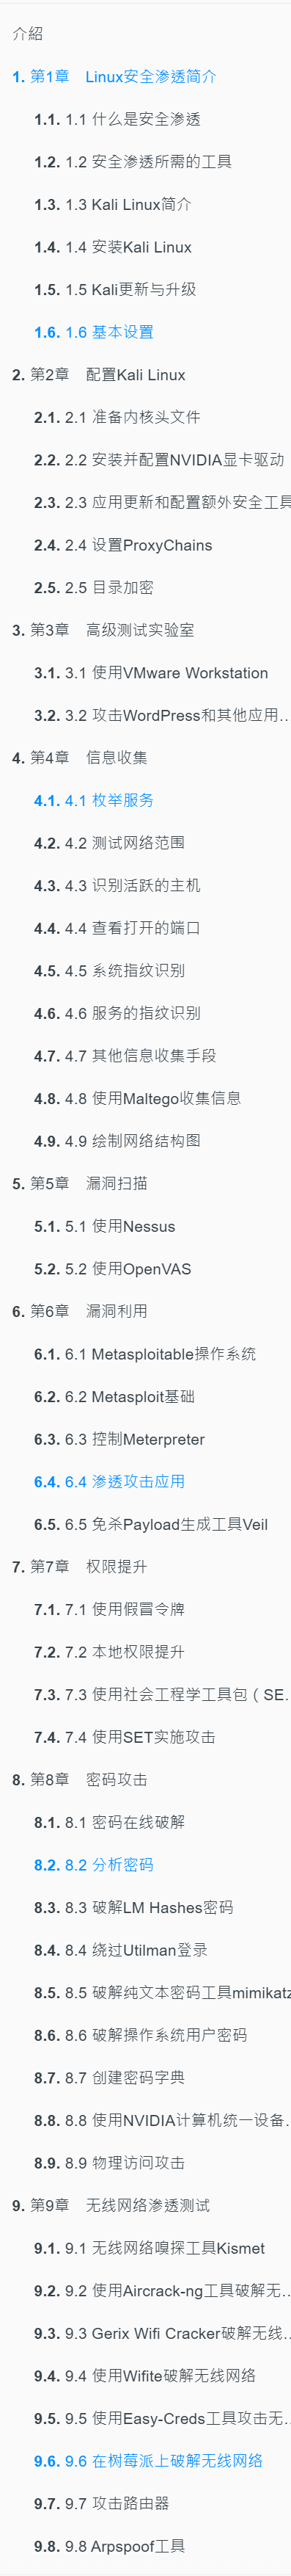 介紹
1. 第1章 Linux安全渗透简介
1.1. 1.1 什么是安全渗透
1.2. 1.2 安全渗透所需的工具
1.3. 1.3 Kali Linux简介
1.4. 1.4 安装Kali Linux
1.5. 1.5 Kali更新与升级
1.6. 1.6 基本设置
2. 第2章 配置Kali Linux
2.1. 2.1 准备内核头文件
2.2. 2.2 安装并配置NVIDIA显卡驱动
2.3. 2.3 应用更新和配置额外安全工具
2.4. 2.4 设置ProxyChains
2.5. 2.5 目录加密
3. 第3章 高级测试实验室
3.1. 3.1 使用VMware Workstation
3.2. 3.2 攻击WordPress和其他应用…
4. 第4章 信息收集
4.1. 4.1 枚举服务
4.2. 4.2 测试网络范围
4.3. 4.3 识别活跃的主机
4.4. 4.4 查看打开的端口
4.5. 4.5 系统指纹识别
4.6. 4.6 服务的指纹识别
4.7. 4.7 其他信息收集手段
4.8. 4.8 使用Maltego收集信息
4.9. 4.9 绘制网络结构图
5. 第5章 漏洞扫描
5.1. 5.1 使用Nessus
5.2. 5.2 使用OpenVAS
6. 第6章 漏洞利用
6.1. 6.1 Metasploitable操作系统
6.2. 6.2 Metasploit基础
6.3. 6.3 控制Meterpreter
6.4. 6.4 渗透攻击应用
6.5. 6.5 免杀Payload生成工具Veil
7. 第7章 权限提升
7.1. 7.1 使用假冒令牌
7.2. 7.2 本地权限提升
7.3. 7.3 使用社会工程学工具包（SE…
7.4. 7.4 使用SET实施攻击
8. 第8章 密码攻击
8.1. 8.1 密码在线破解
8.2. 8.2 分析密码
8.3. 8.3 破解LM Hashes密码
8.4. 8.4 绕过Utilman登录
8.5. 8.5 破解纯文本密码工具mimikatz
8.6. 8.6 破解操作系统用户密码
8.7. 8.7 创建密码字典
8.8. 8.8 使用NVIDIA计算机统一设备…
8.9. 8.9 物理访问攻击
9. 第9章 无线网络渗透测试
9.1. 9.1 无线网络嗅探工具Kismet
9.2. 9.2 使用Aircrack-ng工具破解无…
9.3. 9.3 Gerix Wifi Cracker破解无线…
9.4. 9.4 使用Wifite破解无线网络
9.5. 9.5 使用Easy-Creds工具攻击无…
9.6. 9.6 在树莓派上破解无线网络
9.7. 9.7 攻击路由器
9.8. 9.8 Arpspoof工具